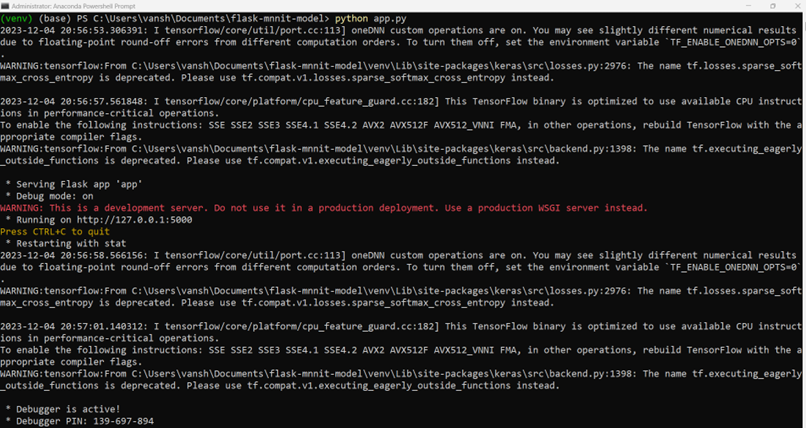 Administrator: Anaconda Powershell Prompt
(venv) (base) PS C:\Users\vansh\Documents\flask-mnnit-model> python app.py
2023-12-04 20:56:53.306391: I tensorflow/core/util/port.cc:113] oneDNN custom operations are on. You may see slightly different numerical results
due to floating-point round-off errors from different computation orders. To turn them off, set the environment variable `TF_ENABLE_ONEDNN_OPTS=0`
.
WARNING:tensorflow:From C:\Users\vansh\Documents\flask-mnnit-model\venv\Lib\site-packages\keras\src\losses.py:2976: The name tf.losses.sparse_soft
max_cross_entropy is deprecated. Please use tf.compat.v1.losses.sparse_softmax_cross_entropy instead.
2023-12-04 20:56:57.561848: I tensorflow/core/platform/cpu_feature_guard.cc:182] This TensorFlow binary is optimized to use available CPU instruct
ions in performance-critical operations.
To enable the following instructions: SSE SSE2 SSE3 SSE4.1 SSE4.2 AVX2 AVX512F AVX512_VNNI FMA, in other operations, rebuild TensorFlow with the a
ppropriate compiler flags.
WARNING:tensorflow:From C:\Users\vansh\Documents\flask-mnnit-model\venv\Lib\site-packages\keras\src\backend.py:1398: The name tf.executing_eagerly
_outside_functions is deprecated. Please use tf.compat.v1.executing_eagerly_outside_functions instead.
* Serving Flask app 'app'
* Debug mode: on
WARNING: This is a development server. Do not use it in a production deployment. Use a production WSGI server instead.
* Running on http://127.0.0.1:5000
Press CTRL+C to quit
* Restarting with stat
2023-12-04 20:56:58.566156: I tensorflow/core/util/port.cc:113] oneDNN custom operations are on. You may see slightly different numerical results
due to floating-point round-off errors from different computation orders. To turn them off, set the environment variable `TF_ENABLE_ONEDNN_OPTS=0`
.
WARNING:tensorflow:From C:\Users\vansh\Documents\flask-mnnit-model\venv\Lib\site-packages\keras\src\losses.py:2976: The name tf.losses.sparse_soft
max_cross_entropy is deprecated. Please use tf.compat.v1.losses.sparse_softmax_cross_entropy instead.
2023-12-04 20:57:01.140312: I tensorflow/core/platform/cpu_feature_guard.cc:182] This TensorFlow binary is optimized to use available CPU instruct
ions in performance-critical operations.
To enable the following instructions: SSE SSE2 SSE3 SSE4.1 SSE4.2 AVX2 AVX512F AVX512_VNNI FMA, in other operations, rebuild TensorFlow with the a
ppropriate compiler flags.
WARNING:tensorflow:From C:\Users\vansh\Documents\flask-mnnit-model\venv\Lib\site-packages\keras\src\backend.py:1398: The name tf.executing_eagerly
_outside_functions is deprecated. Please use tf.compat.v1.executing_eagerly_outside_functions instead.
* Debugger is active!
* Debugger PIN: 139-697-894